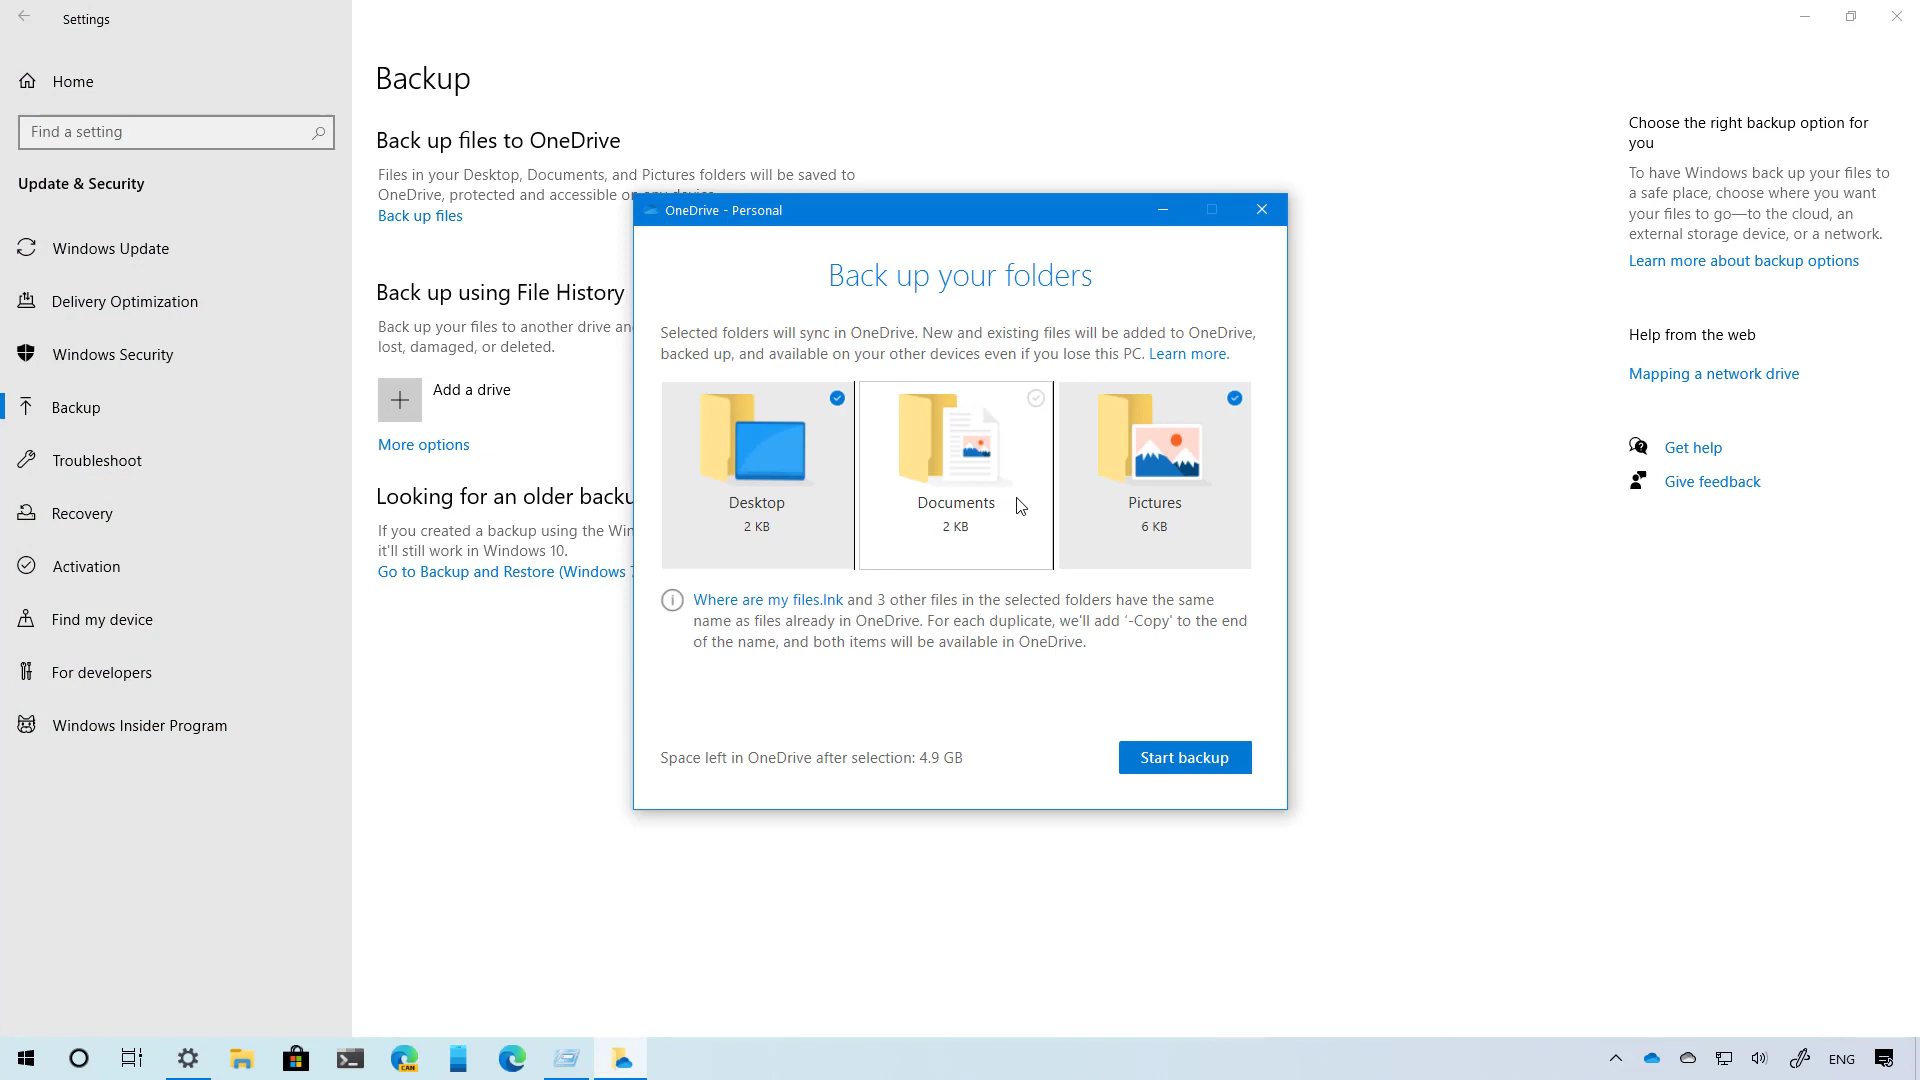 Settings
Home
Find a setting
Update & Security
Windows Update
Delivery Optimization
Windows Security
Backup
Troubleshoot
Recovery
Activation
Find my device
For developers
Windows Insider Program
Backup
Back up files to OneDrive
Files in your Desktop, Documents, and Pictures folders will be saved to
OneDrive, protected and accessible on any device.
Back up files
Back up using File History
Back up your files to another drive an
lost, damaged, or deleted.
Add a drive
More options
Looking for an older backu
If you created a backup using the Win
it'll still work in Windows 10.
Go to Backup and Restore (Windows 7
OneDrive - Personal
Back up your folders
Selected folders will sync in OneDrive. New and existing files will be added to OneDrive,
backed up, and available on your other devices even if you lose this PC. Learn more.
Desktop
2 KB
Documents
2 KB
Pictures
6 KB
Where are my files.lnk and 3 other files in the selected folders have the same
name as files already in OneDrive. For each duplicate, we'll add '-Copy' to the end
of the name, and both items will be available in OneDrive.
Space left in OneDrive after selection: 4.9 GB
Start backup
Choose the right backup option for
you
To have Windows back up your files to
a safe place, choose where you want
your files to go—to the cloud, an
external storage device, or a network.
Learn more about backup options
Help from the web
Mapping a network drive
Get help
Give feedback
CAN
ENG